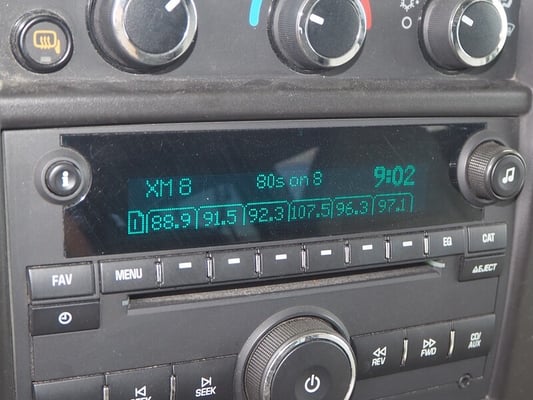 XM 8 80s on 8 9:02
1 88.9 91.5 92.3 107.5 96.3 97.1
i
FAV MENU EQ CAT
EJECT
REV FWD CD/AUX
SEEK SEEK